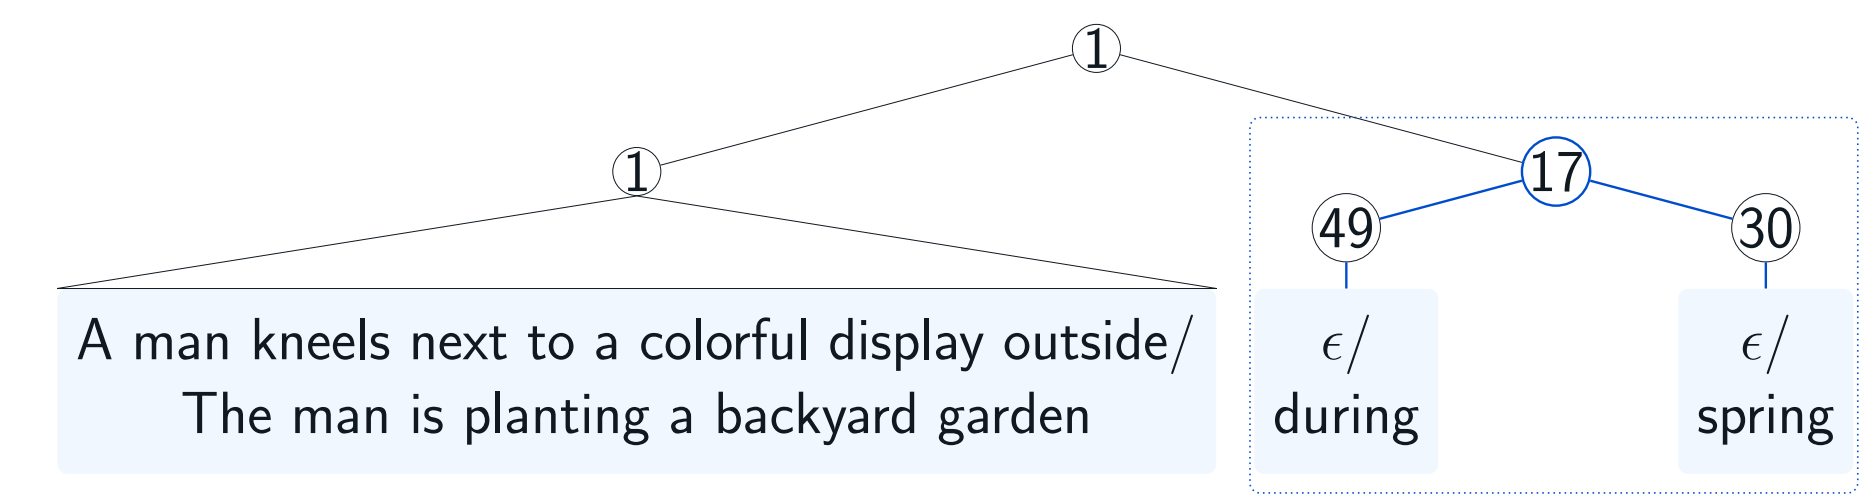 1
1
17
49
30
A man kneels next to a colorful display outside/
The man is planting a backyard garden
ϵ/
during
ϵ/
spring